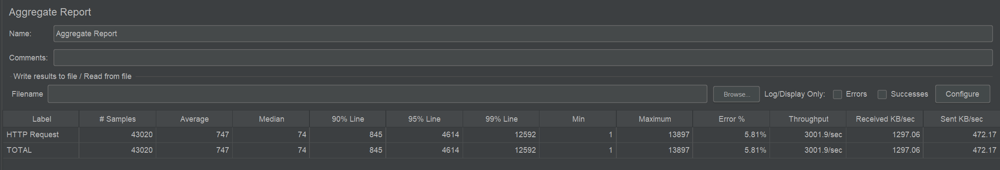 Aggregate Report
Name: Aggregate Report
Comments:
Write results to file / Read from file
Filename Browse... Log/Display Only: Errors Successes Configure
Label # Samples Average Median 90% Line 95% Line 99% Line Min Maximum Error % Throughput Received KB/sec Sent KB/sec
HTTP Request 43020 747 74 845 4614 12592 1 13897 5.81% 3001.9/sec 1297.06 472.17
TOTAL 43020 747 74 845 4614 12592 1 13897 5.81% 3001.9/sec 1297.06 472.17